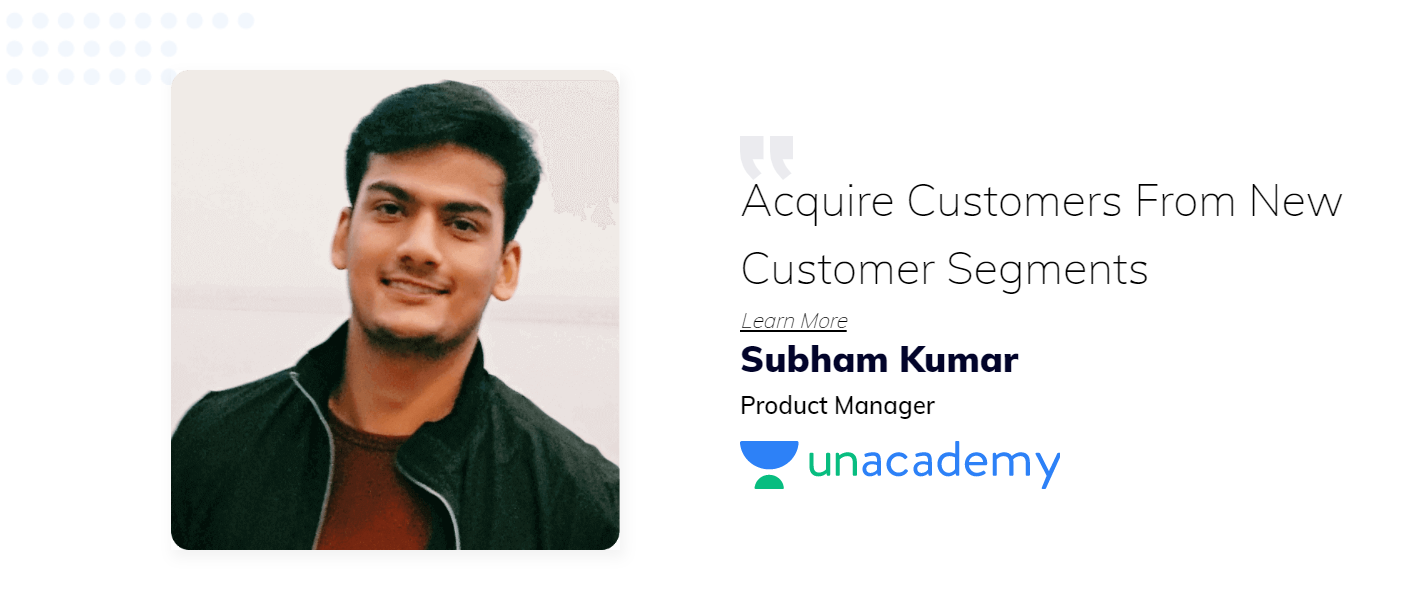 Acquire Customers From New
Customer Segments
Learn More
Subham Kumar
Product Manager
unacademy